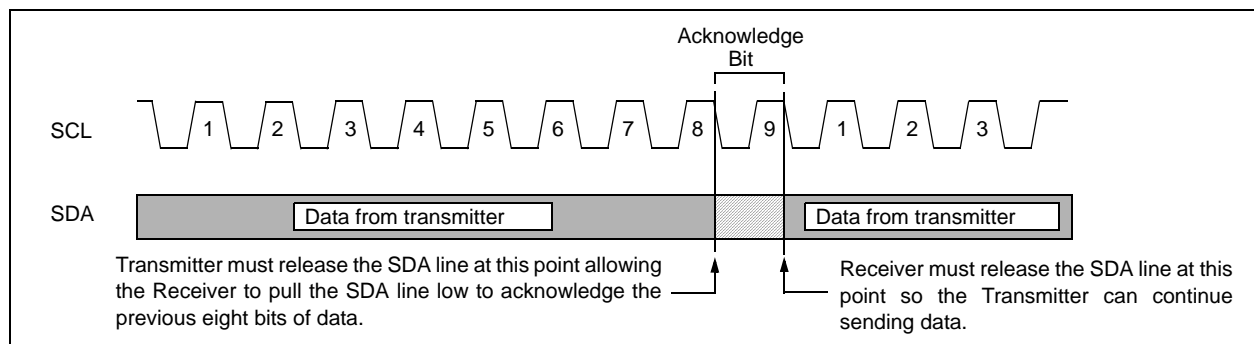 Acknowledge
Bit
SCL
1 2 3 4 5 6 7 8 9 1 2 3
SDA
Data from transmitter
Data from transmitter
Transmitter must release the SDA line at this point allowing
the Receiver to pull the SDA line low to acknowledge the
previous eight bits of data.
Receiver must release the SDA line at this
point so the Transmitter can continue
sending data.